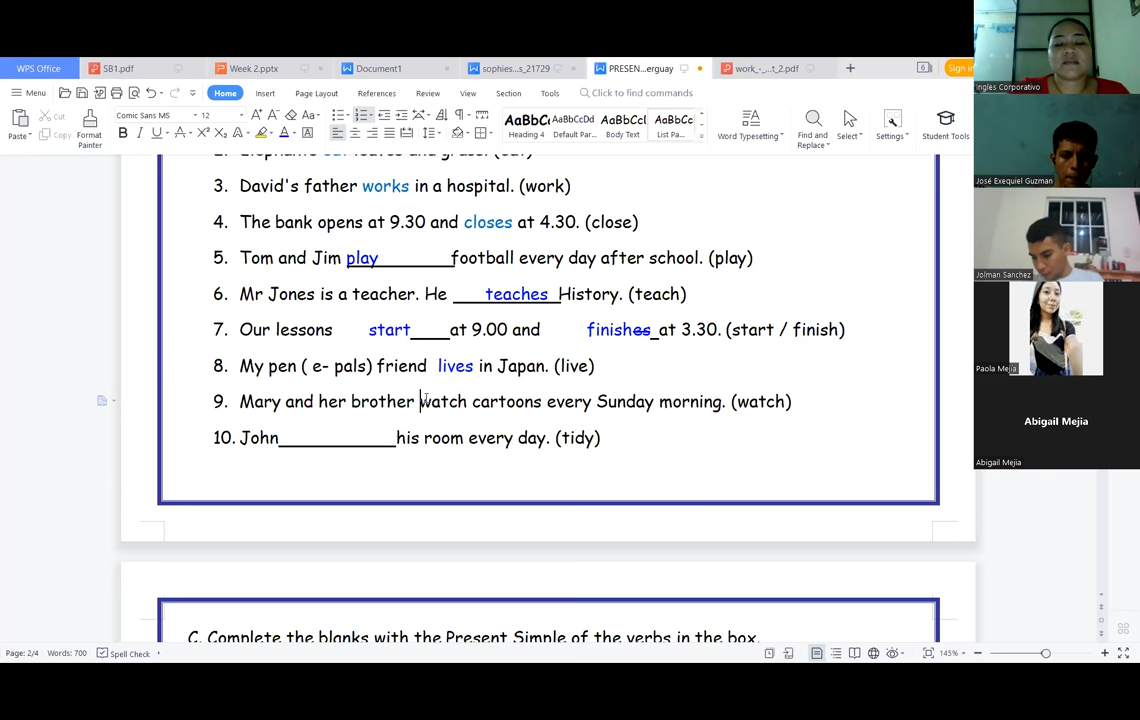 WPS Office SB1.pdf Week 2.pptx Document1 sophies...s_21729 PRESEN...erguay work_-_...t_2.pdf Sign in
Menu Home Insert Page Layout References Review View Section Tools Search for commands
Paste Cut Copy Format Painter Comic Sans MS 12 Heading 4 Default Par... Body Text List Pa... Word Typesetting Find and Replace Select Settings Student Tools
3. David's father works in a hospital. (work)
4. The bank opens at 9.30 and closes at 4.30. (close)
5. Tom and Jim play football every day after school. (play)
6. Mr Jones is a teacher. He teaches History. (teach)
7. Our lessons start at 9.00 and finishes at 3.30. (start / finish)
8. My pen ( e- pals) friend lives in Japan. (live)
9. Mary and her brother watch cartoons every Sunday morning. (watch)
10. John his room every day. (tidy)
C. Complete the blanks with the Present Simple of the verbs in the box.
Page: 2/4 Words: 700 Spell Check 145%
Ingles Corporativo
José Exequiel Guzman
Jolman Sanchez
Paola Mejía
Abigail Mejia
Abigail Mejia